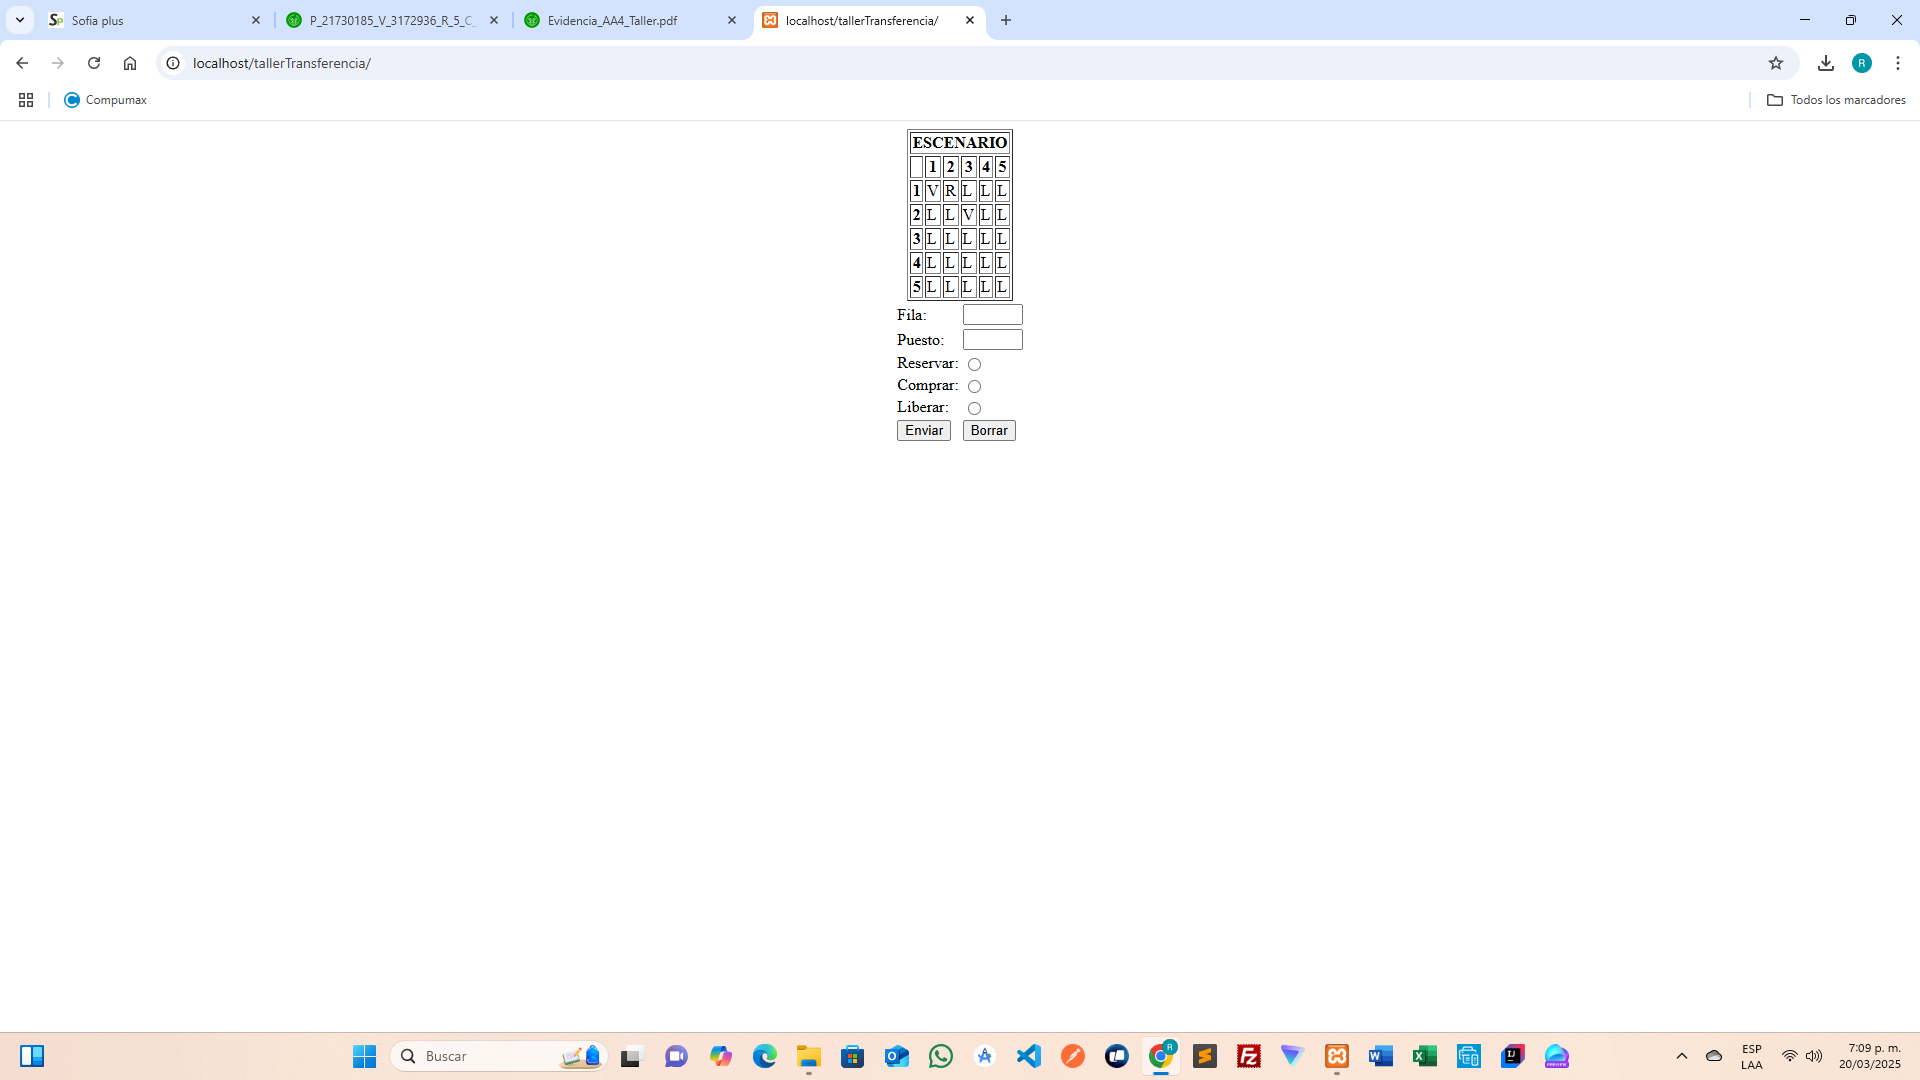 Sofia plus
P_21730185_V_3172936_R_5_C_
Evidencia_AA4_Taller.pdf
localhost/tallerTransferencia/
localhost/tallerTransferencia/
R
Compumax
Todos los marcadores
ESCENARIO
1 2 3 4 5
1 V R L L L
2 L L V L L
3 L L L L L
4 L L L L L
5 L L L L L
Fila:
Puesto:
Reservar:
Comprar:
Liberar:
Enviar Borrar
Buscar
ESP
LAA
7:09 p. m.
20/03/2025